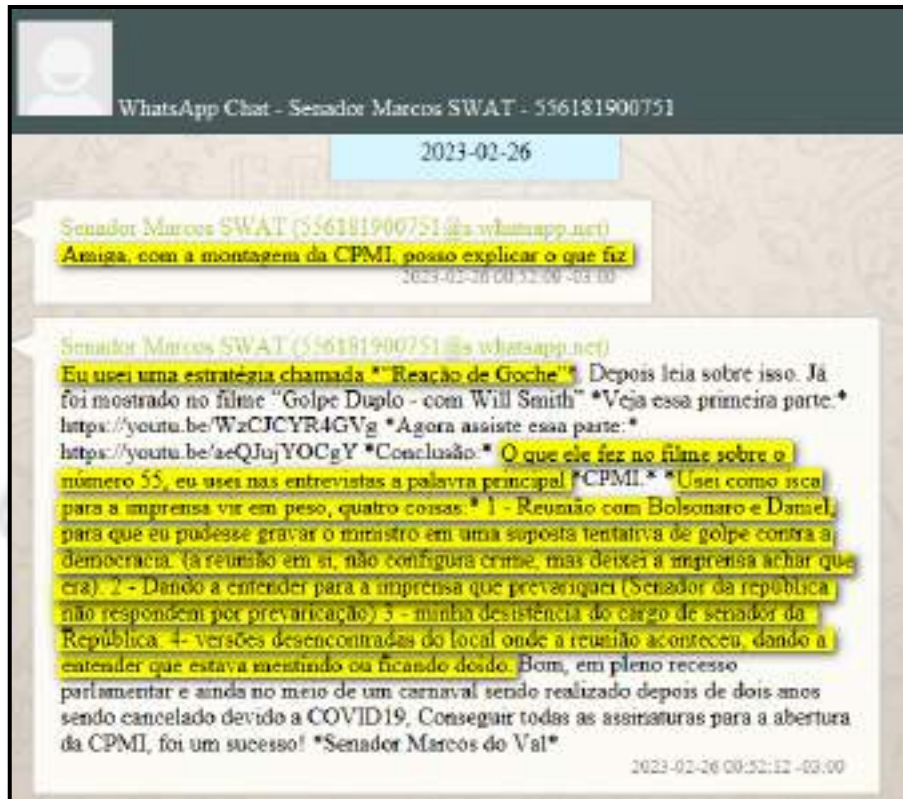 WhatsApp Chat - Senador Marcos SWAT - 556181900751
2023-02-26
Senador Marcos SWAT (556181900751@s.whatsapp.net)
Amiga, com a montagem da CPMI, posso explicar o que fiz
2023-02-26 00:52:09 -03:00
Senador Marcos SWAT (556181900751@s.whatsapp.net)
Eu usei uma estratégia chamada *"Reação de Goche"*. Depois leia sobre isso. Já
foi mostrado no filme "Golpe Duplo - com Will Smith" *Veja essa primeira parte:*
https://youtu.be/WzCJCYR4GVg *Agora assiste essa parte:*
https://youtu.be/aeQJujYOCgY *Conclusão:* O que ele fez no filme sobre o
número 55, eu usei nas entrevistas a palavra principal *CPMI.* *Usei como isca
para a imprensa vir em peso, quatro coisas:* 1 - Reunião com Bolsonaro e Daniel,
para que eu pudesse gravar o ministro em uma suposta tentativa de golpe contra a
democracia. (a reunião em si, não configura crime, mas deixei a imprensa achar que
era). 2 - Dando a entender para a imprensa que prevariquei (Senador da república
não respondem por prevaricação) 3 - minha desistência do cargo de senador da
República. 4- versões desencontradas do local onde a reunião aconteceu, dando a
entender que estava mentindo ou ficando doido. Bom, em pleno recesso
parlamentar e ainda no meio de um carnaval sendo realizado depois de dois anos
sendo cancelado devido a COVID19, Conseguir todas as assinaturas para a abertura
da CPMI, foi um sucesso! *Senador Marcos do Val*
2023-02-26 00:52:12 -03:00